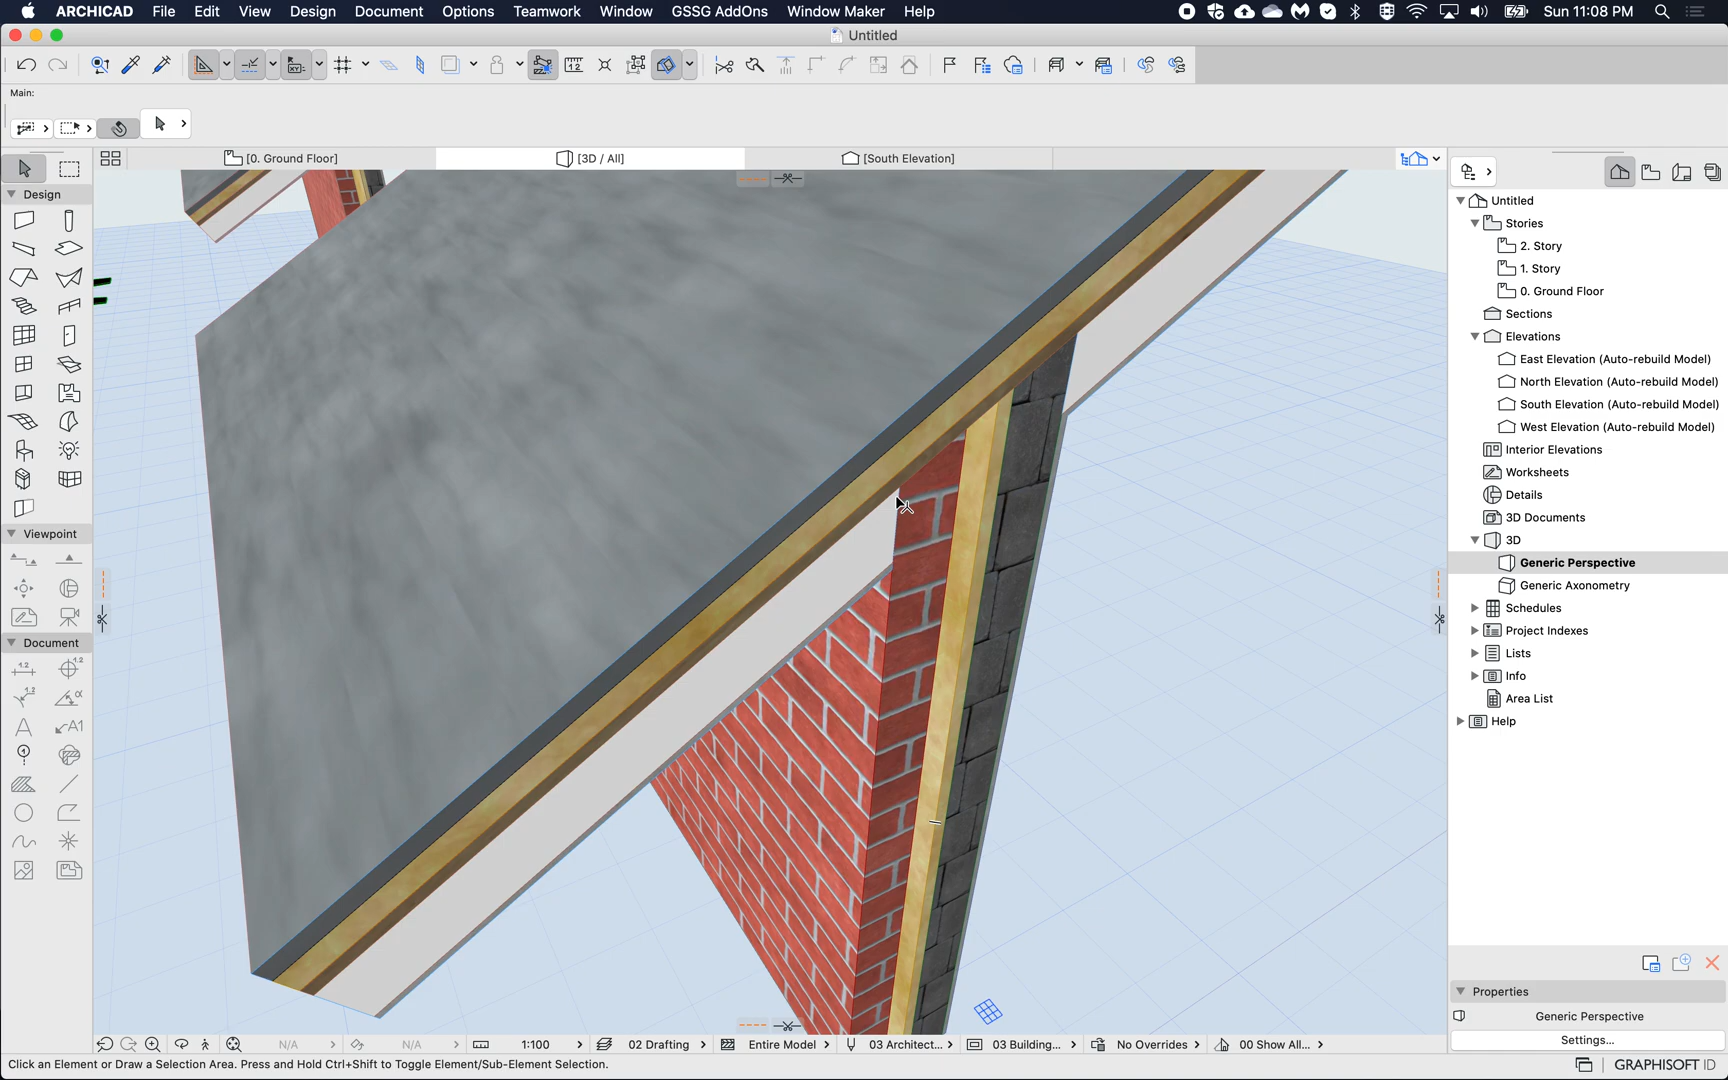 ARCHICAD File Edit View Design Document Options Teamwork Window GSSG AddOns Window Maker Help Sun 11:08 PM
Untitled
Main:
[0. Ground Floor] [3D / All] [South Elevation]
Design
Viewpoint
Document
Untitled
Stories
2. Story
1. Story
0. Ground Floor
Sections
Elevations
East Elevation (Auto-rebuild Model)
North Elevation (Auto-rebuild Model)
South Elevation (Auto-rebuild Model)
West Elevation (Auto-rebuild Model)
Interior Elevations
Worksheets
Details
3D Documents
3D
Generic Perspective
Generic Axonometry
Schedules
Project Indexes
Lists
Info
Area List
Help
Properties
Generic Perspective
Settings...
N/A N/A 1:100 02 Drafting Entire Model 03 Architect... 03 Building... No Overrides 00 Show All...
Click an Element or Draw a Selection Area. Press and Hold Ctrl+Shift to Toggle Element/Sub-Element Selection.
GRAPHISOFT ID